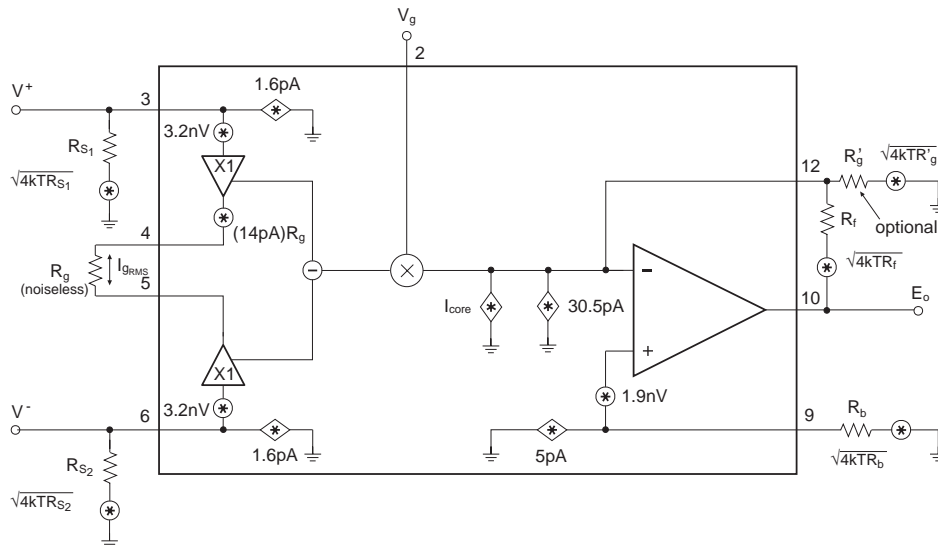 V_g
2
V⁺
3
1.6pA
3.2nV
R_S₁
√4kTR_S₁
X1
12
R_g'
√4kTR'_g
optional
4
(14pA)R_g
R_f
√4kTR_f
R_g
(noiseless)
I_gRMS
5
I_core
30.5pA
10
E_o
X1
1.9nV
V⁻
6
3.2nV
1.6pA
5pA
9
R_b
√4kTR_b
R_S₂
√4kTR_S₂